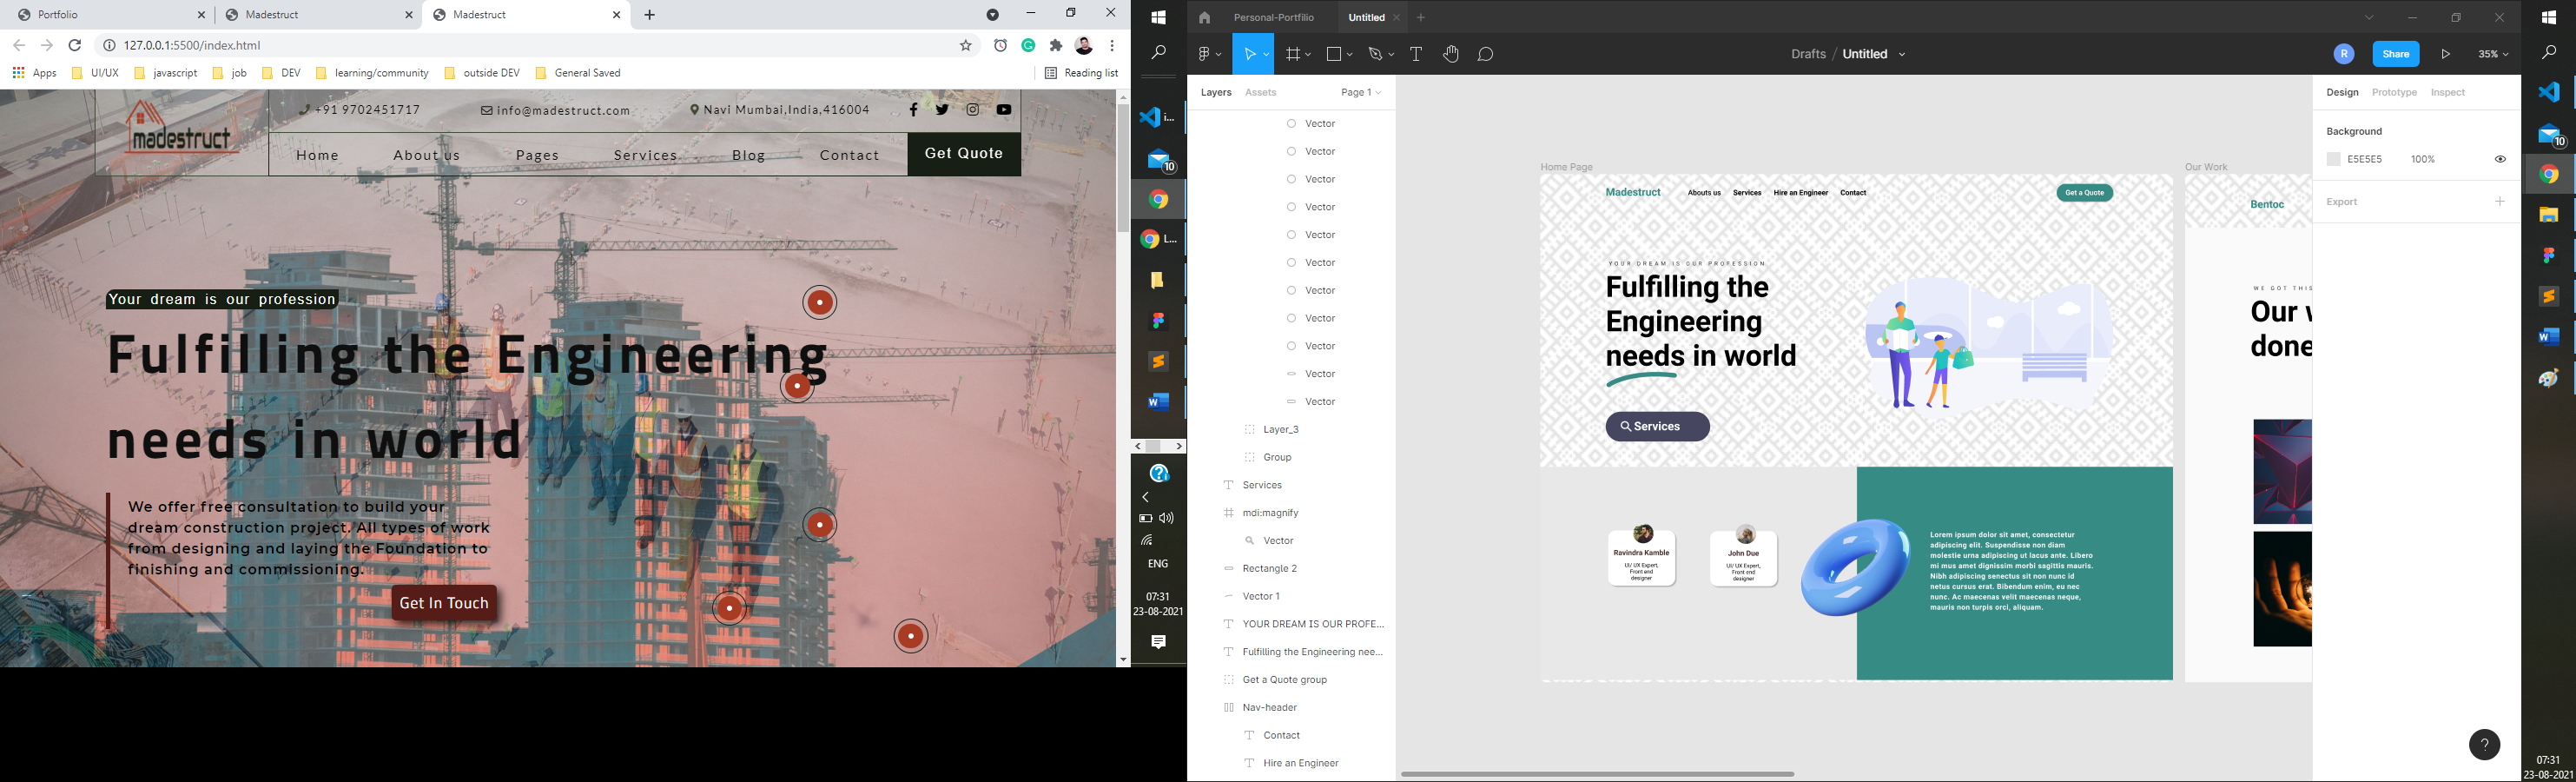 Portfolio
Madestruct
Madestruct
127.0.0.1:5500/index.html
Apps
UI/UX
javascript
job
DEV
learning/community
outside DEV
General Saved
Reading list
madestruct
+91 9702451717
info@madestruct.com
Navi Mumbai,India,416004
Home
About us
Pages
Services
Blog
Contact
Get Quote
Your dream is our profession
Fulfilling the Engineering
needs in world
We offer free consultation to build your
dream construction project. All types of work
from designing and laying the Foundation to
finishing and commissioning.
Get In Touch
i...
10
L...
ENG
07:31
23-08-2021
Personal-Portfilio
Untitled
Drafts / Untitled
R
Share
35%
Layers
Assets
Page 1
Vector
Vector
Vector
Vector
Vector
Vector
Vector
Vector
Vector
Vector
Vector
Layer_3
Group
Services
mdi:magnify
Vector
Rectangle 2
Vector 1
YOUR DREAM IS OUR PROFE...
Fulfilling the Engineering nee...
Get a Quote group
Nav-header
Contact
Hire an Engineer
Home Page
Madestruct
Abouts us
Services
Hire an Engineer
Contact
Get a Quote
YOUR DREAM IS OUR PROFESSION
Fulfilling the
Engineering
needs in world
Services
Ravindra Kamble
UI/ UX Expert,
Front end
designer
John Due
UI/ UX Expert,
Front end
designer
Lorem ipsum dolor sit amet, consectetur
adipiscing elit. Suspendisse non diam
molestie urna adipiscing ut lacus ante. Libero
mi mus amet dignissim morbi sagittis mauris.
Nibh adipiscing senectus sit non nunc id
netus cursus erat. Bibendum enim, eu nec
nunc. Ac maecenas velit maecenas neque,
mauris non turpis orci, aliquam.
Our Work
Bentoc
WE GOT THIS
Our w
done
Design
Prototype
Inspect
Background
E5E5E5
100%
Export
?
10
07:31
23-08-2021